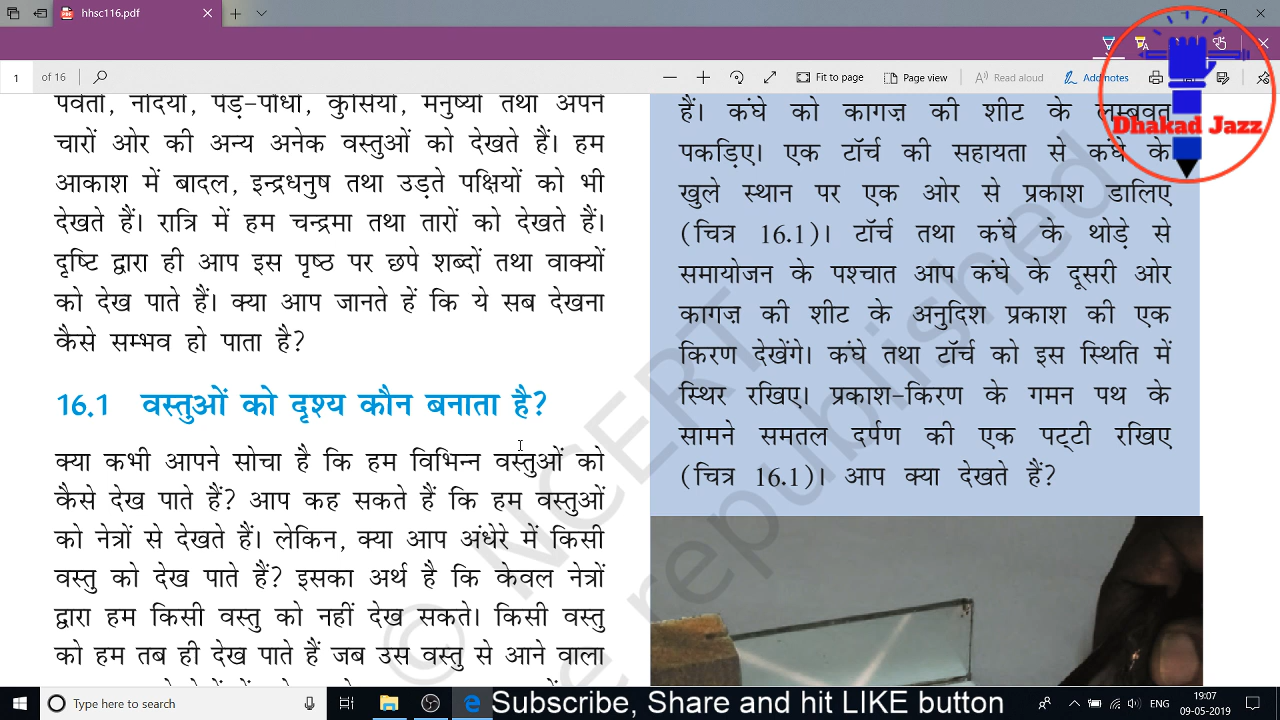 hhsc116.pdf
1 of 16
Fit to page
Page view
Read aloud
Add notes
Dhakad Jazz
पर्वतों, नदियों, पेड़-पौधों, कुर्सियों, मनुष्यों तथा अपने
चारों ओर की अन्य अनेक वस्तुओं को देखते हैं। हम
आकाश में बादल, इन्द्रधनुष तथा उड़ते पक्षियों को भी
देखते हैं। रात्रि में हम चन्द्रमा तथा तारों को देखते हैं।
दृष्टि द्वारा ही आप इस पृष्ठ पर छपे शब्दों तथा वाक्यों
को देख पाते हैं। क्या आप जानते हें कि ये सब देखना
कैसे सम्भव हो पाता है?
16.1 वस्तुओं को दृश्य कौन बनाता है?
क्या कभी आपने सोचा है कि हम विभिन्न वस्तुओं को
कैसे देख पाते हैं? आप कह सकते हैं कि हम वस्तुओं
को नेत्रों से देखते हैं। लेकिन, क्या आप अंधेरे में किसी
वस्तु को देख पाते हैं? इसका अर्थ है कि केवल नेत्रों
द्वारा हम किसी वस्तु को नहीं देख सकते। किसी वस्तु
को हम तब ही देख पाते हैं जब उस वस्तु से आने वाला
हैं। कंघे को कागज़ की शीट के लम्बवत
पकड़िए। एक टॉर्च की सहायता से कंघे के
खुले स्थान पर एक ओर से प्रकाश डालिए
(चित्र 16.1)। टॉर्च तथा कंघे के थोड़े से
समायोजन के पश्चात आप कंघे के दूसरी ओर
कागज़ की शीट के अनुदिश प्रकाश की एक
किरण देखेंगे। कंघे तथा टॉर्च को इस स्थिति में
स्थिर रखिए। प्रकाश-किरण के गमन पथ के
सामने समतल दर्पण की एक पट्टी रखिए
(चित्र 16.1)। आप क्या देखते हैं?
© NCERT
be republished
Type here to search
Subscribe, Share and hit LIKE button
ENG
19:07
09-05-2019